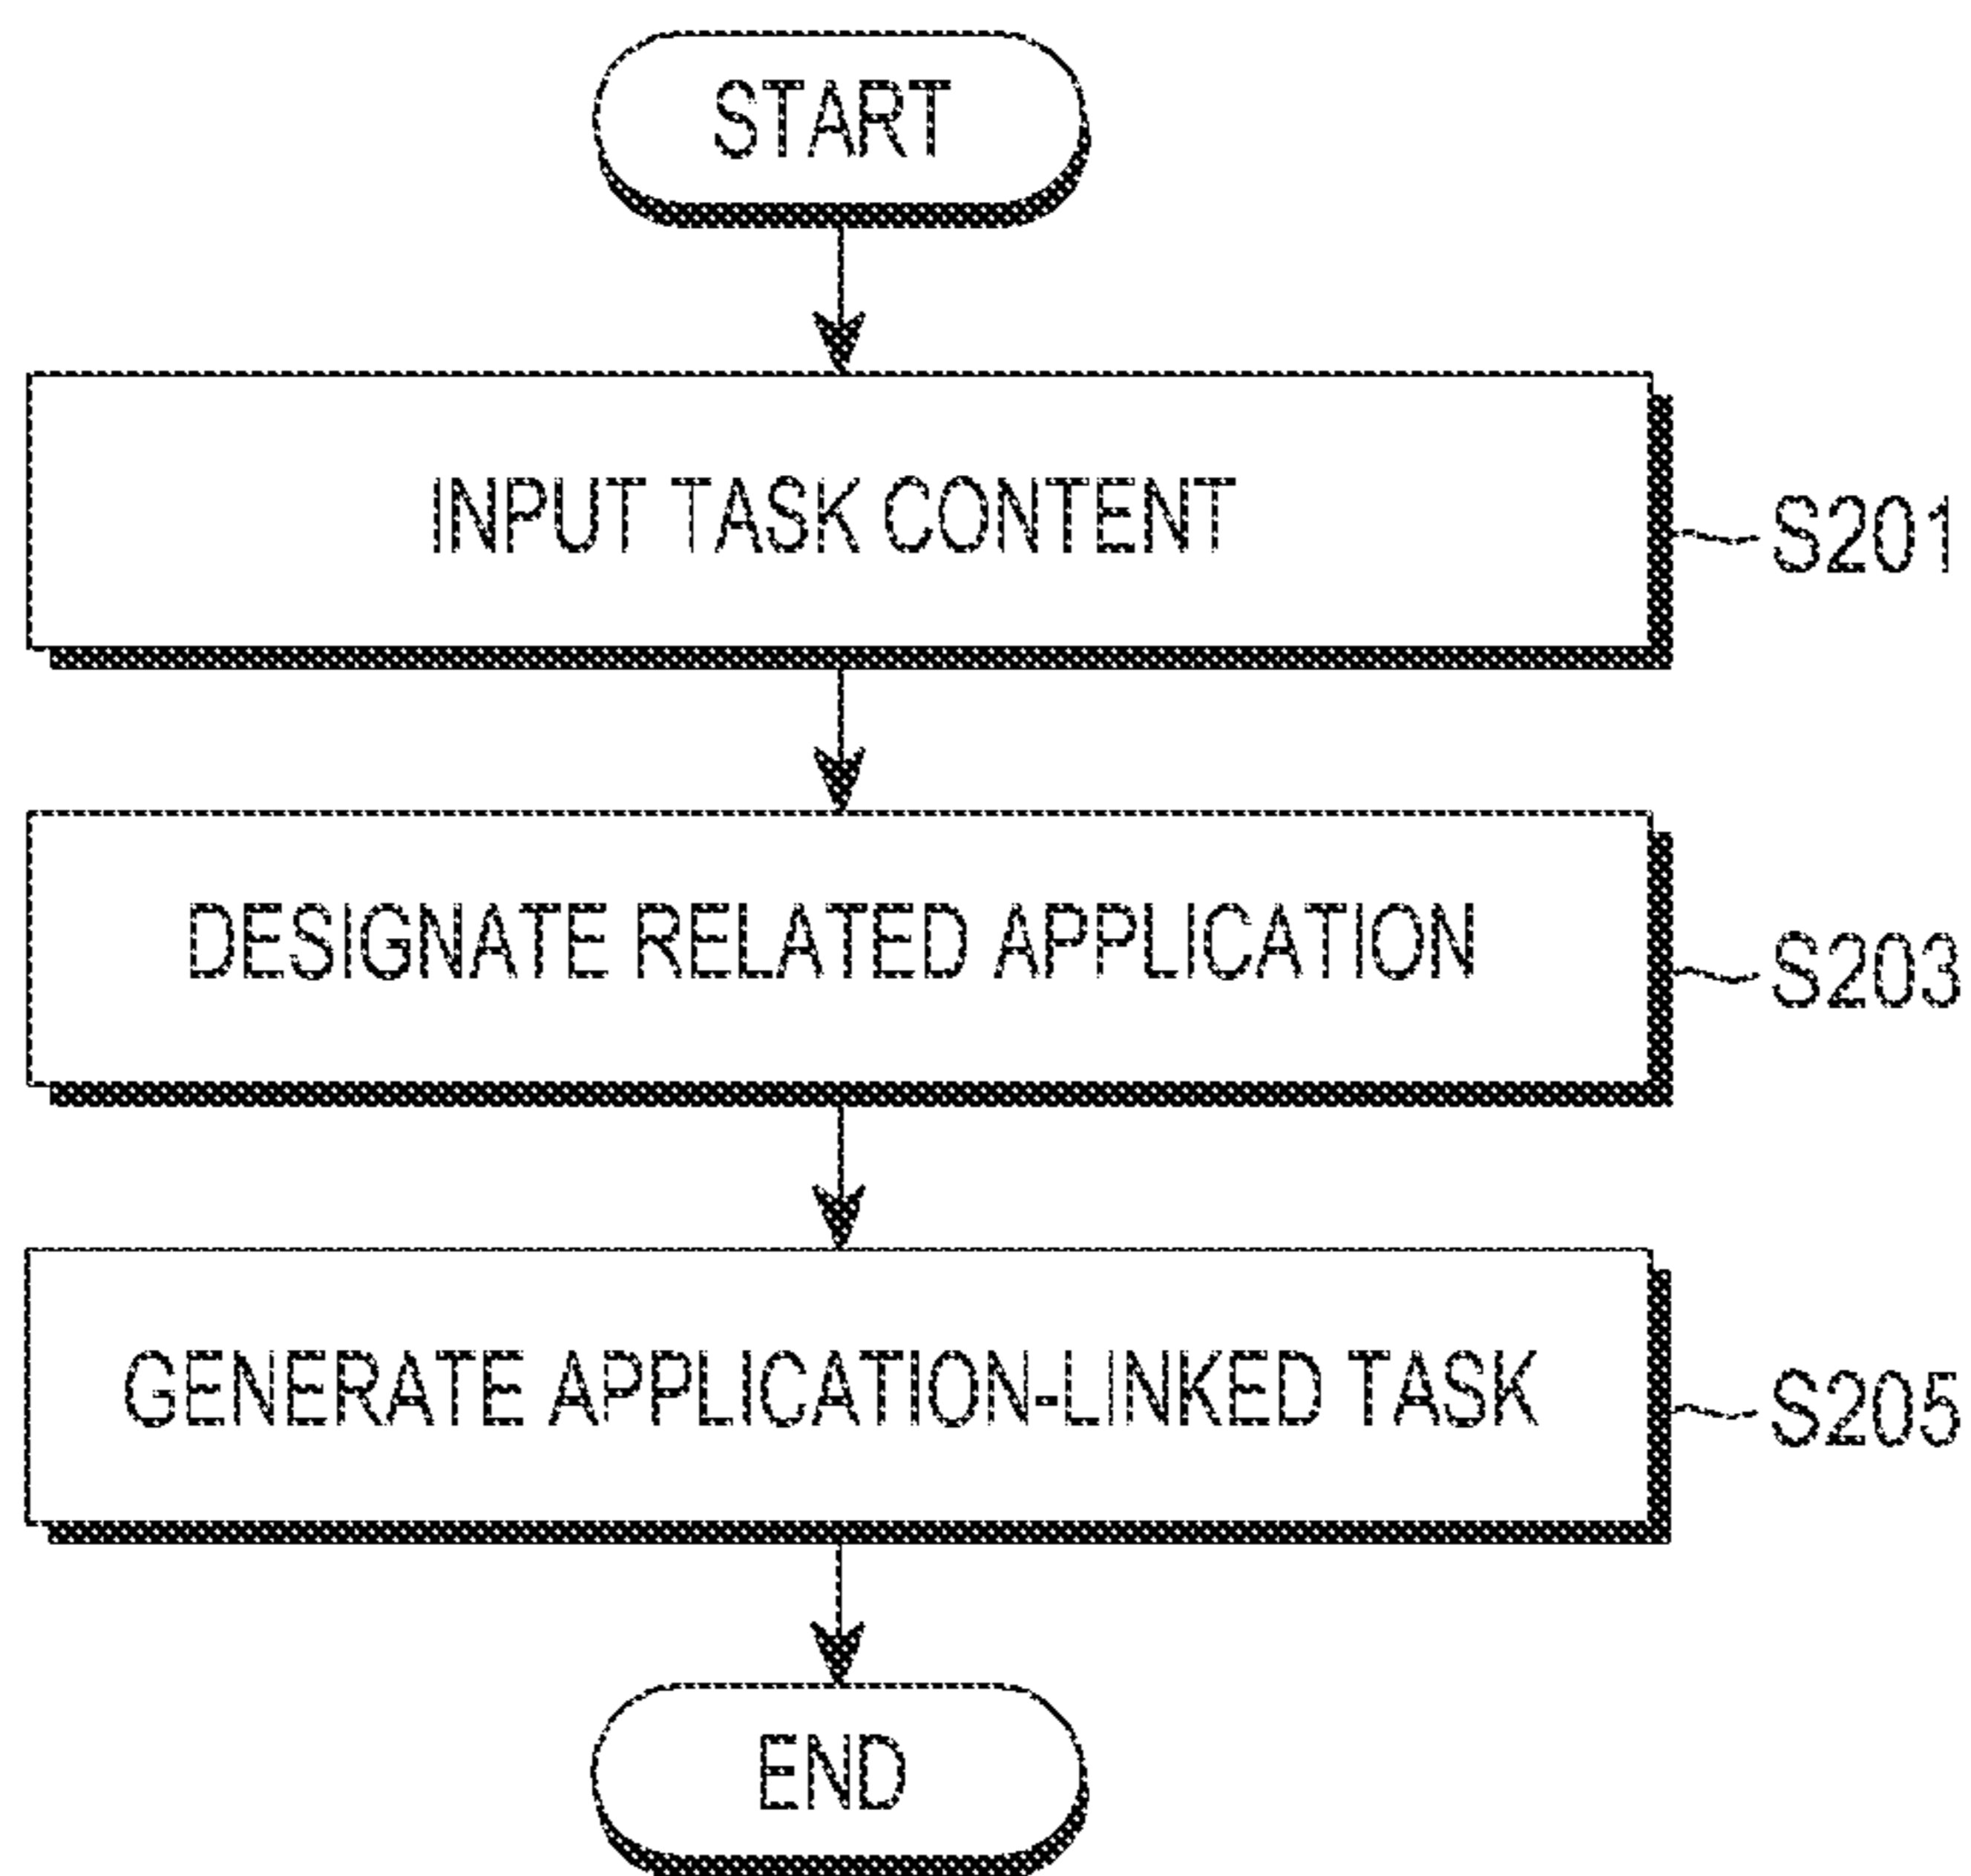 START
INPUT TASK CONTENT
S201
DESIGNATE RELATED APPLICATION
S203
GENERATE APPLICATION-LINKED TASK
S205
END